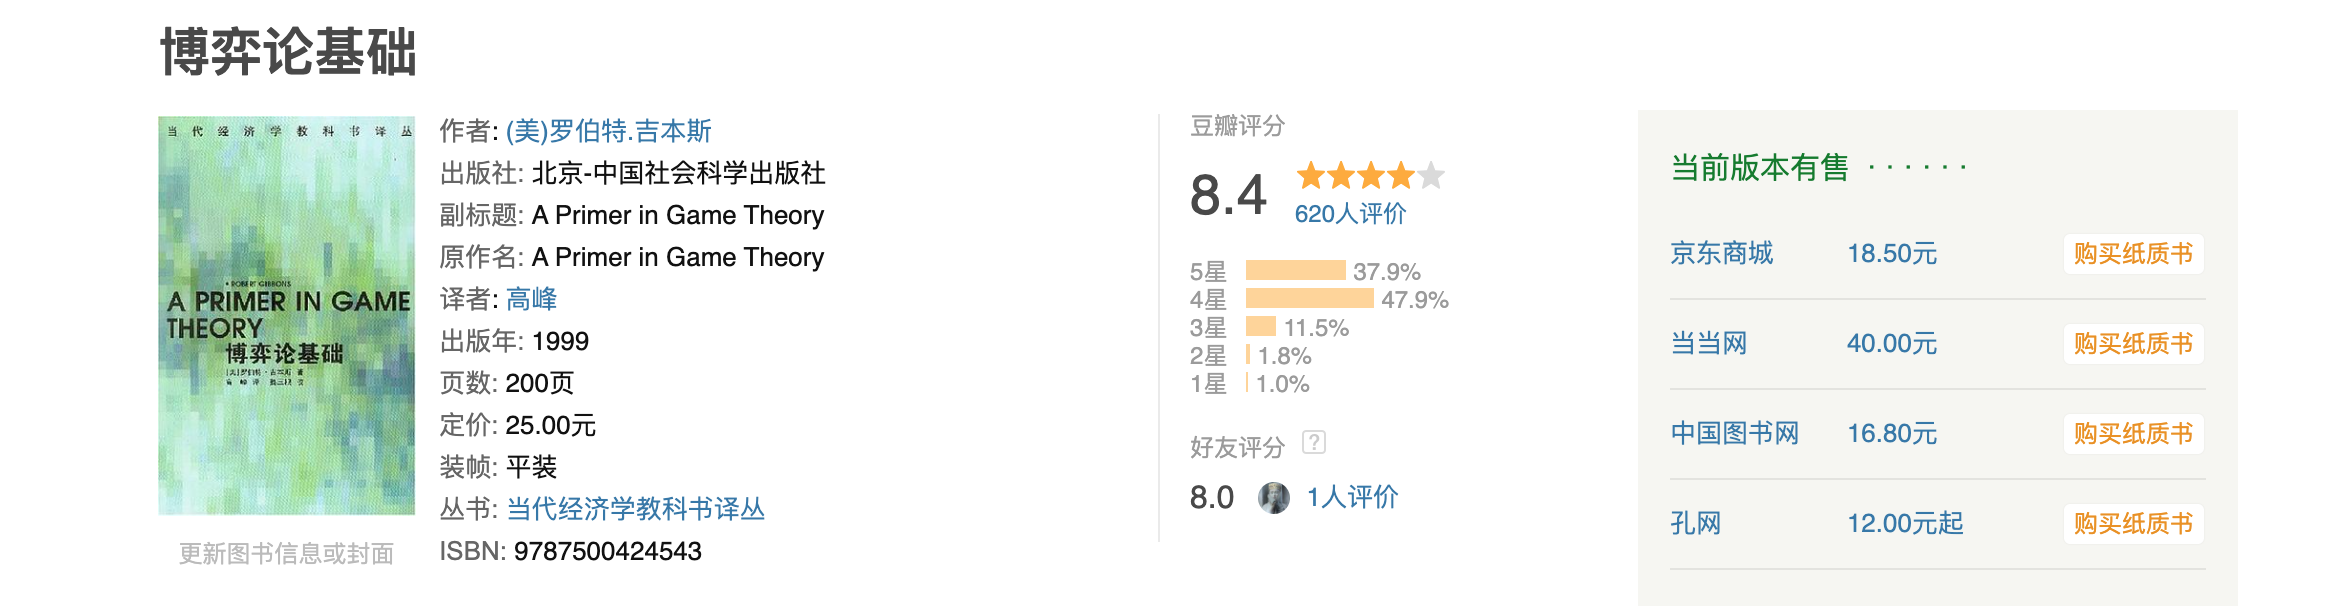 博弈论基础
当代经济学教科书译丛
• ROBERT GIBBONS
A PRIMER IN GAME
THEORY
博弈论基础
更新图书信息或封面
作者: (美)罗伯特.吉本斯
出版社: 北京-中国社会科学出版社
副标题: A Primer in Game Theory
原作名: A Primer in Game Theory
译者: 高峰
出版年: 1999
页数: 200页
定价: 25.00元
装帧: 平装
丛书: 当代经济学教科书译丛
ISBN: 9787500424543
豆瓣评分
8.4
620人评价
5星 37.9%
4星 47.9%
3星 11.5%
2星 1.8%
1星 1.0%
好友评分 ?
8.0 1人评价
当前版本有售 · · · · · ·
京东商城 18.50元 购买纸质书
当当网 40.00元 购买纸质书
中国图书网 16.80元 购买纸质书
孔网 12.00元起 购买纸质书